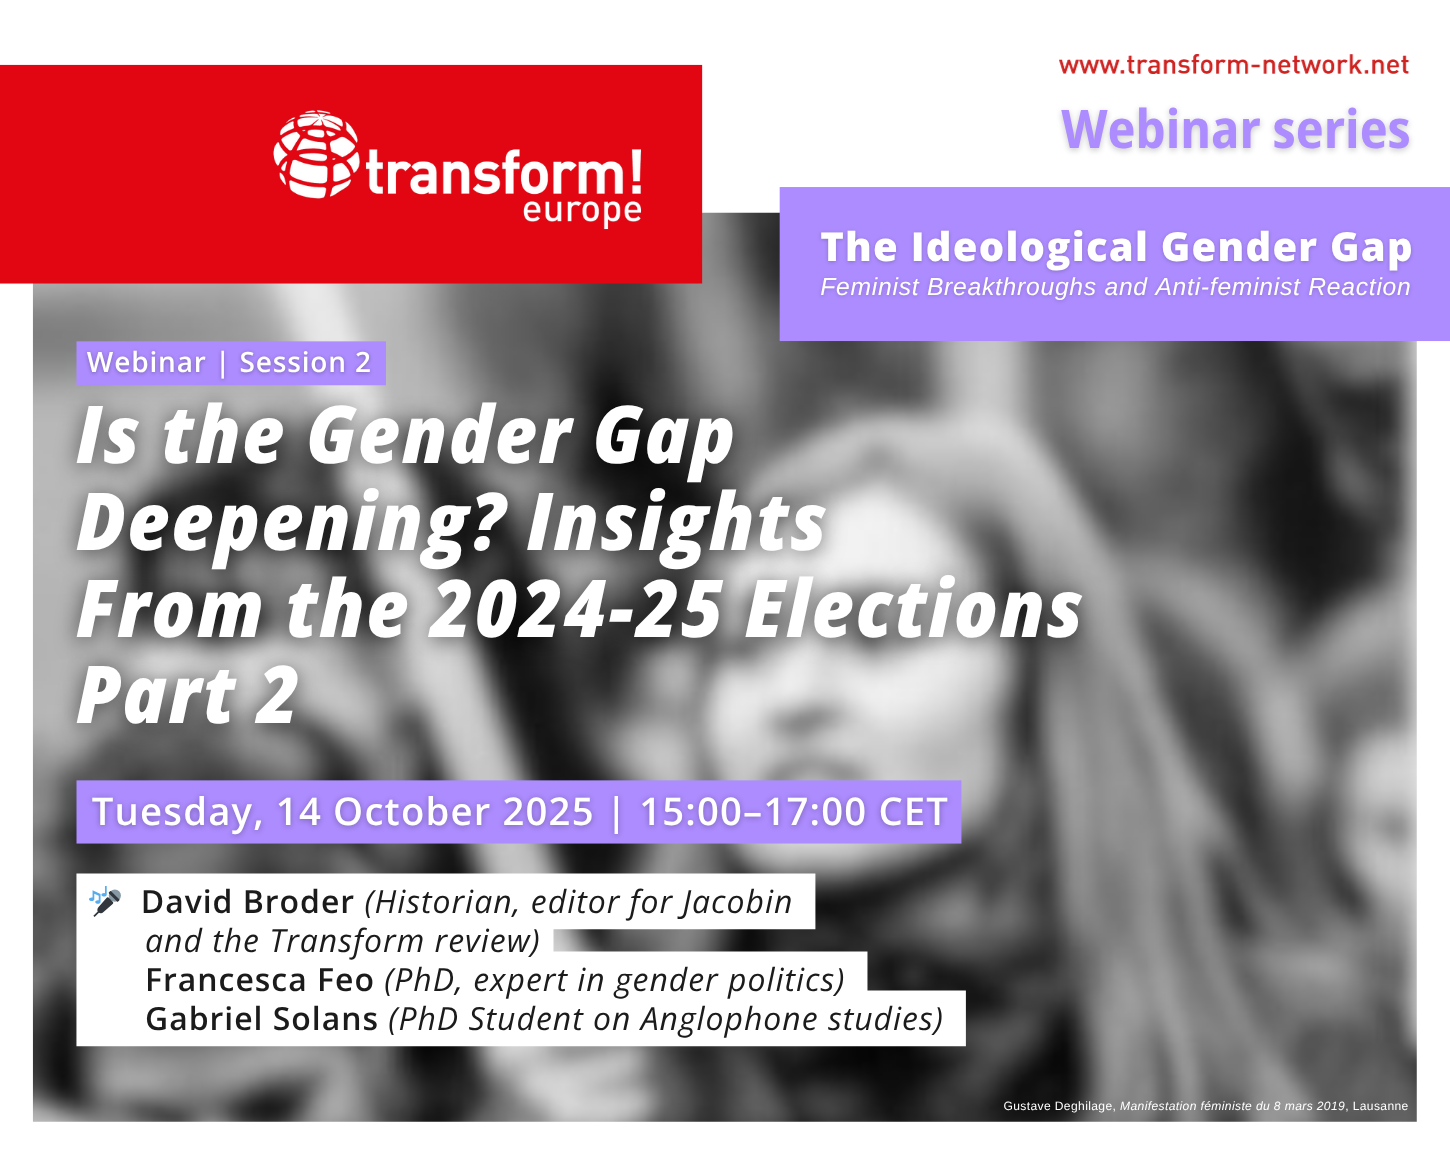 www.transform-network.net
Webinar series
transform!
europe
The Ideological Gender Gap
Feminist Breakthroughs and Anti-feminist Reaction
Webinar | Session 2
Is the Gender Gap
Deepening? Insights
From the 2024-25 Elections
Part 2
Tuesday, 14 October 2025 | 15:00–17:00 CET
David Broder (Historian, editor for Jacobin
and the Transform review)
Francesca Feo (PhD, expert in gender politics)
Gabriel Solans (PhD Student on Anglophone studies)
Gustave Deghilage, Manifestation féministe du 8 mars 2019, Lausanne